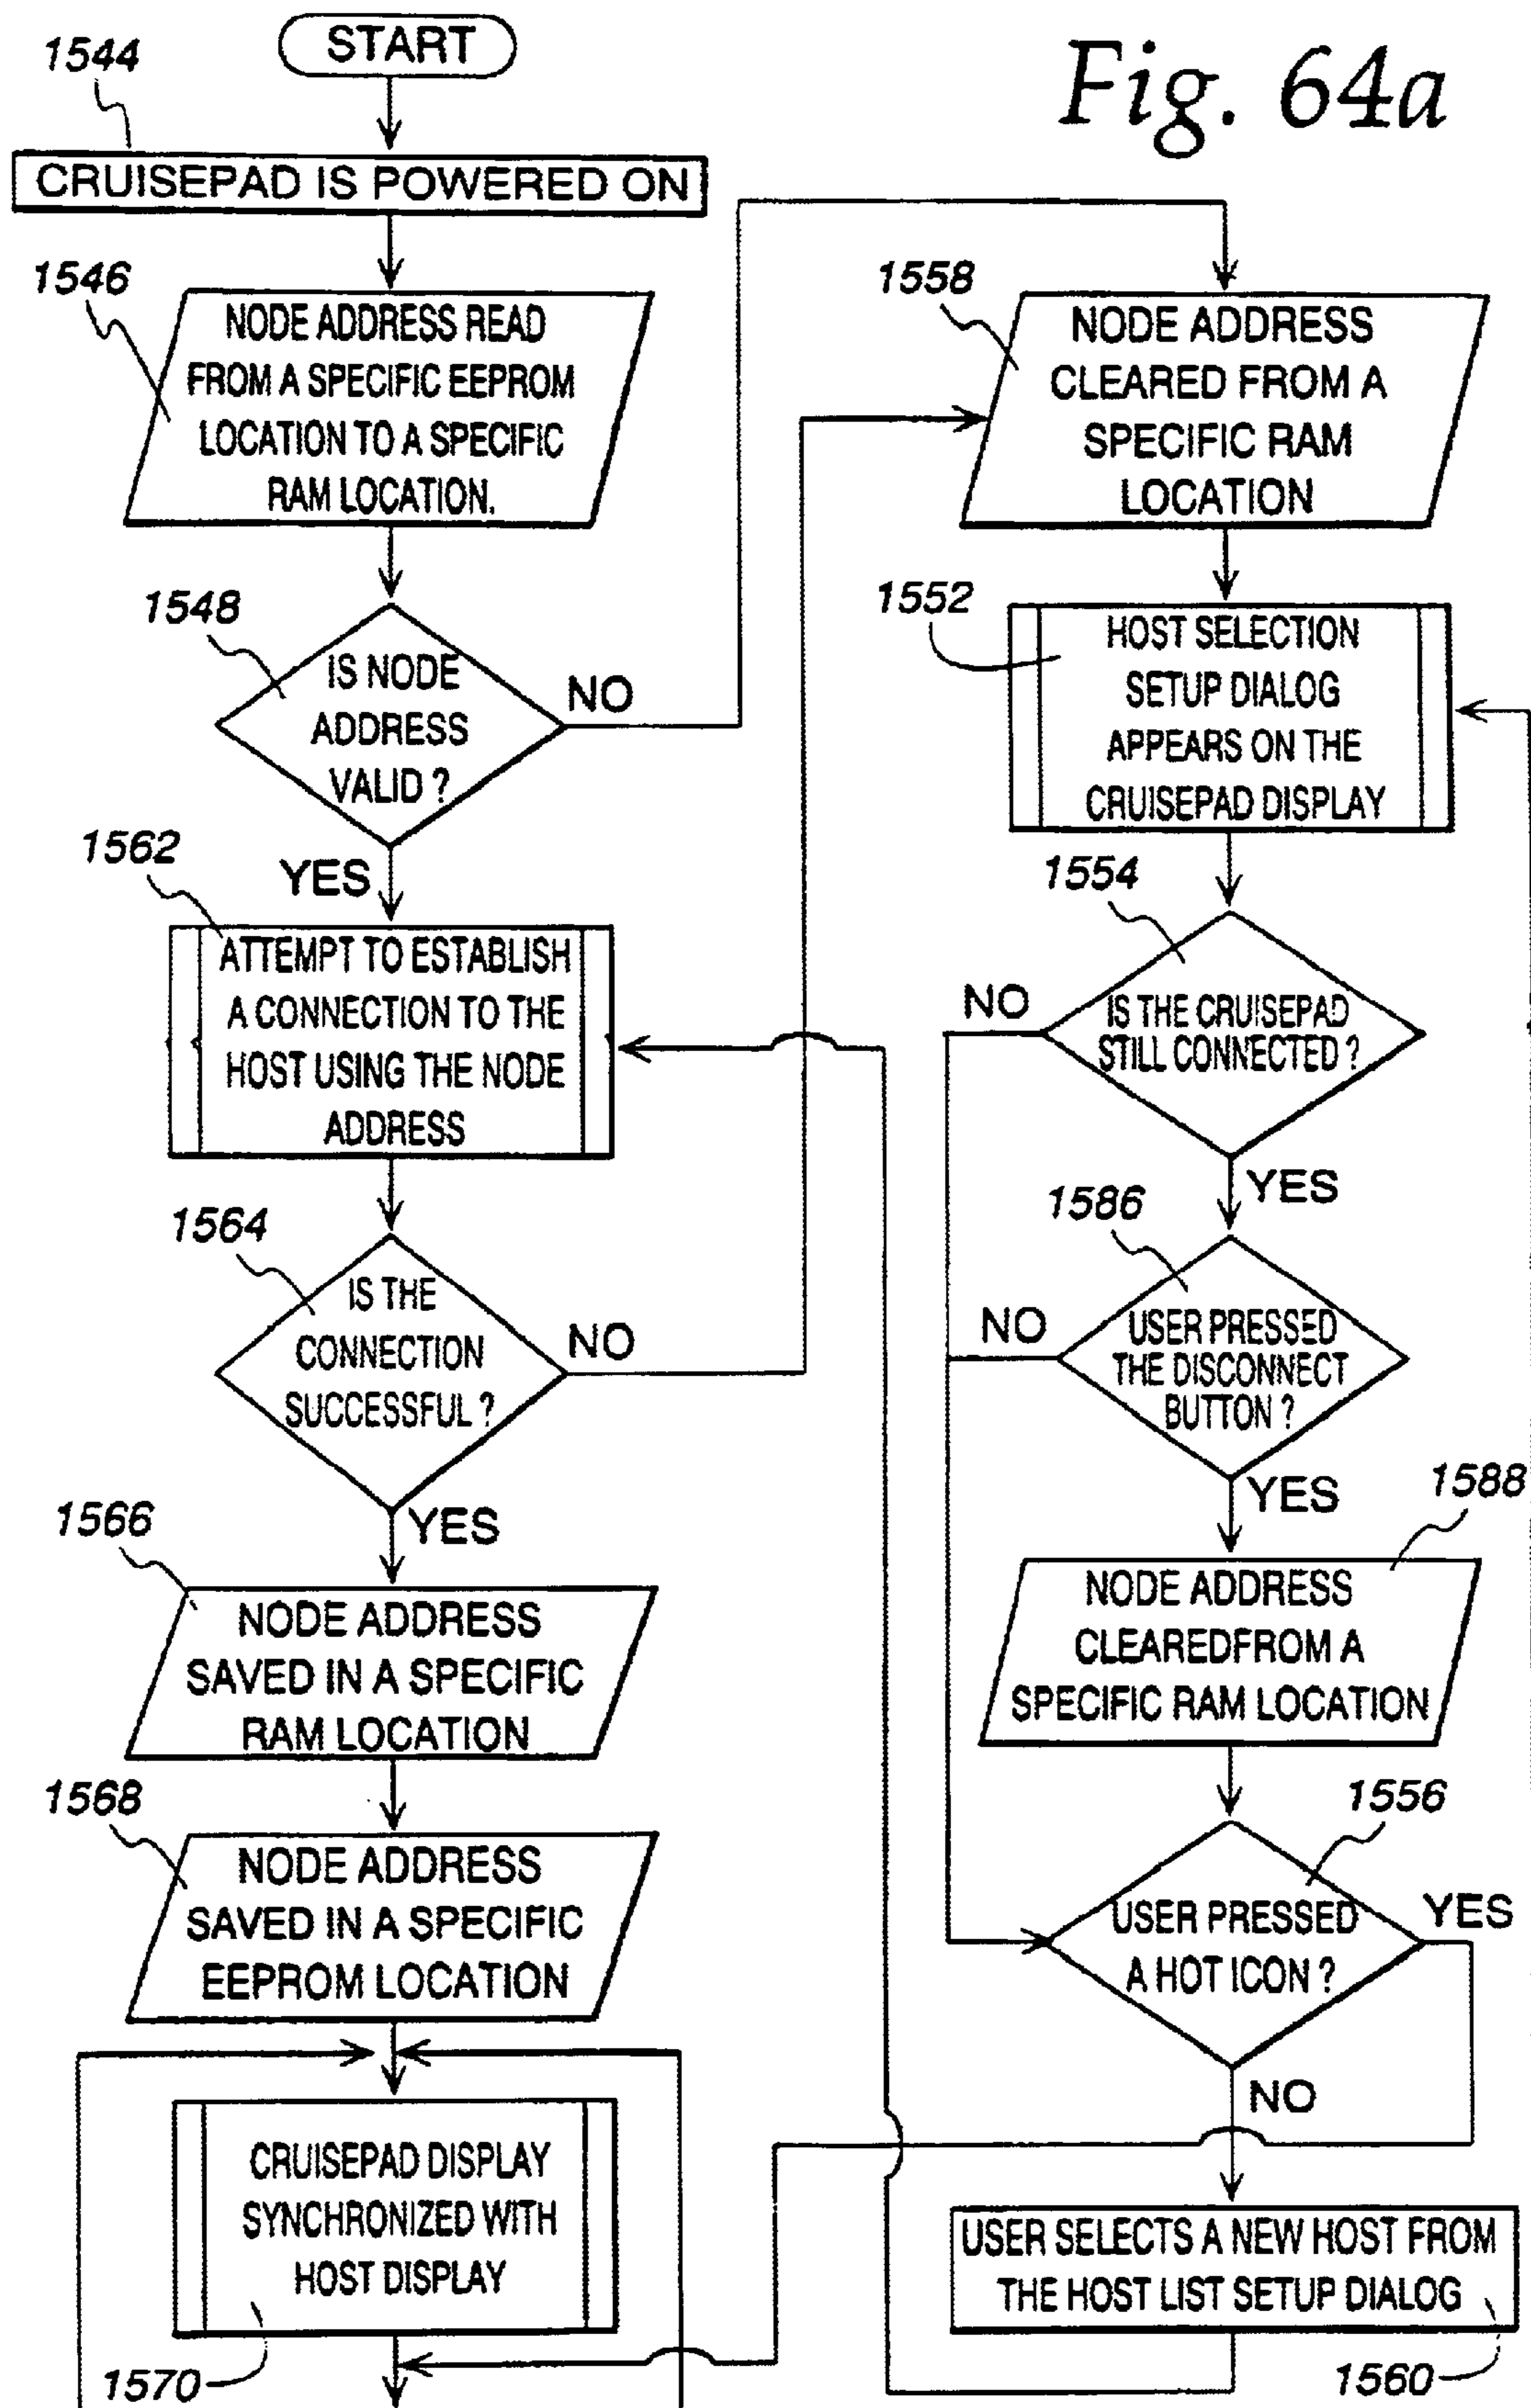 Fig. 64a
START
1544
CRUISEPAD IS POWERED ON
1546
NODE ADDRESS READ
FROM A SPECIFIC EEPROM
LOCATION TO A SPECIFIC
RAM LOCATION.
1548
IS NODE
ADDRESS
VALID ?
NO
YES
1562
ATTEMPT TO ESTABLISH
A CONNECTION TO THE
HOST USING THE NODE
ADDRESS
1564
IS THE
CONNECTION
SUCCESSFUL ?
NO
YES
1566
NODE ADDRESS
SAVED IN A SPECIFIC
RAM LOCATION
1568
NODE ADDRESS
SAVED IN A SPECIFIC
EEPROM LOCATION
CRUISEPAD DISPLAY
SYNCHRONIZED WITH
HOST DISPLAY
1570
1558
NODE ADDRESS
CLEARED FROM A
SPECIFIC RAM
LOCATION
1552
HOST SELECTION
SETUP DIALOG
APPEARS ON THE
CRUISEPAD DISPLAY
1554
NO
IS THE CRUISEPAD
STILL CONNECTED ?
YES
1586
NO
USER PRESSED
THE DISCONNECT
BUTTON ?
YES
1588
NODE ADDRESS
CLEAREDFROM A
SPECIFIC RAM LOCATION
1556
USER PRESSED
A HOT ICON ?
YES
NO
USER SELECTS A NEW HOST FROM
THE HOST LIST SETUP DIALOG
1560